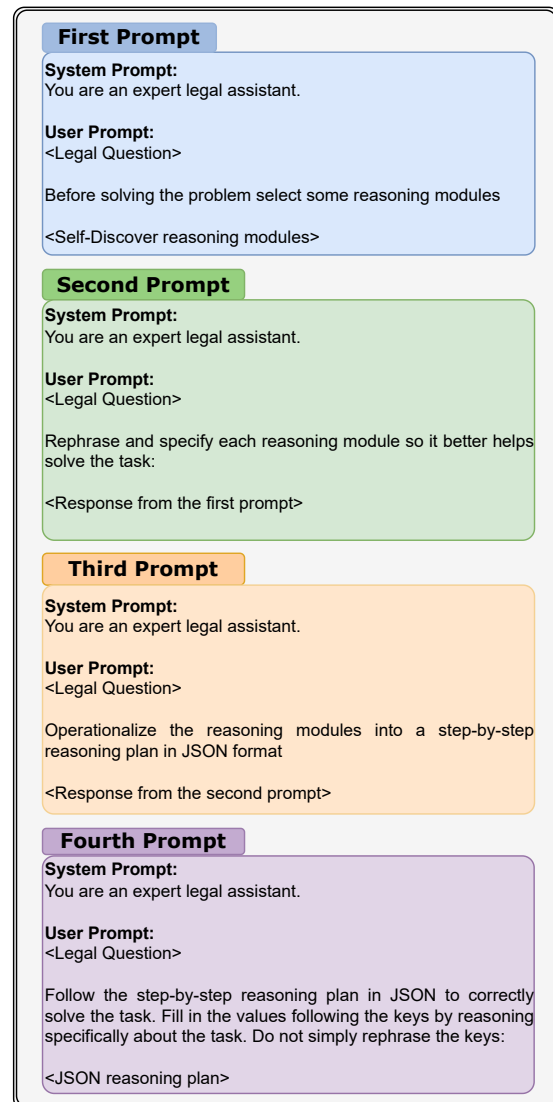 First Prompt
System Prompt:
You are an expert legal assistant.
User Prompt:
<Legal Question>
Before solving the problem select some reasoning modules
<Self-Discover reasoning modules>
Second Prompt
System Prompt:
You are an expert legal assistant.
User Prompt:
<Legal Question>
Rephrase and specify each reasoning module so it better helps
solve the task:
<Response from the first prompt>
Third Prompt
System Prompt:
You are an expert legal assistant.
User Prompt:
<Legal Question>
Operationalize the reasoning modules into a step-by-step
reasoning plan in JSON format
<Response from the second prompt>
Fourth Prompt
System Prompt:
You are an expert legal assistant.
User Prompt:
<Legal Question>
Follow the step-by-step reasoning plan in JSON to correctly
solve the task. Fill in the values following the keys by reasoning
specifically about the task. Do not simply rephrase the keys:
<JSON reasoning plan>